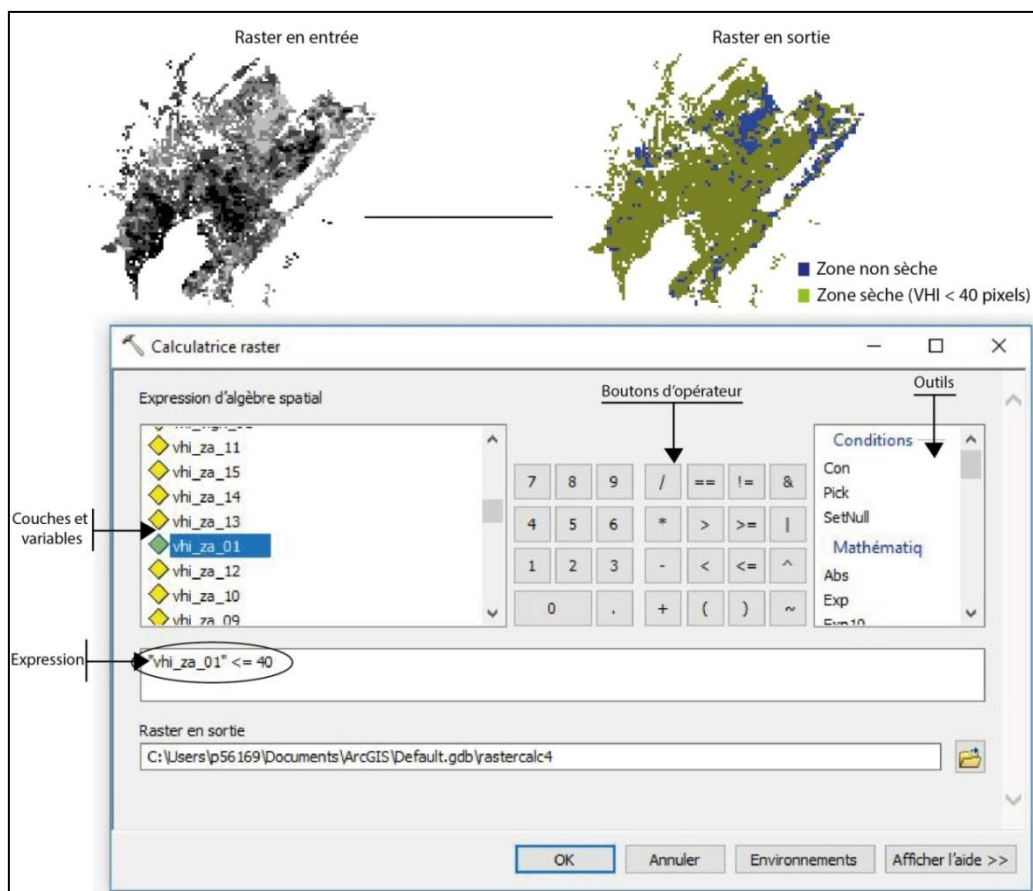 Raster en entrée
Raster en sortie
Zone non sèche
Zone sèche (VHI < 40 pixels)
Calculatrice raster
Expression d'algèbre spatial
Boutons d'opérateur
Outils
Couches et
variables
vhi_za_11
vhi_za_15
vhi_za_14
vhi_za_13
vhi_za_01
vhi_za_12
vhi_za_10
vhi_za_09
7 8 9 / == != &
4 5 6 * > >= |
1 2 3 - < <= ^
0 . + ( ) ~
Conditions
Con
Pick
SetNull
Mathématiq
Abs
Exp
Exp10
Expression
"vhi_za_01" <= 40
Raster en sortie
C:\Users\p56169\Documents\ArcGIS\Default.gdb\rastercalc4
OK
Annuler
Environnements
Afficher l'aide >>